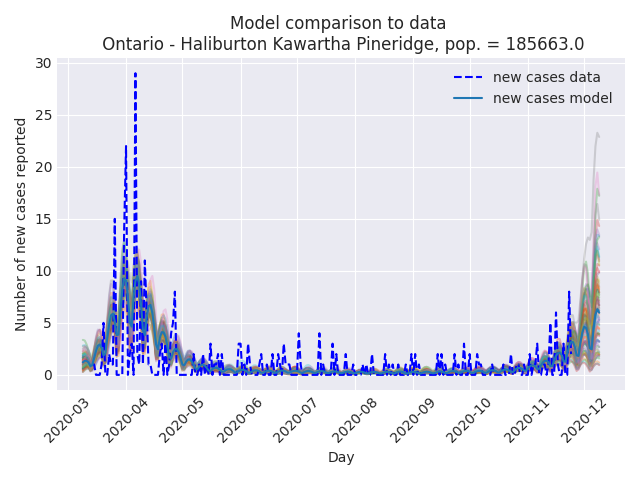 Model comparison to data
Ontario - Haliburton Kawartha Pineridge, pop. = 185663.0
new cases data
new cases model
Number of new cases reported
30
25
20
15
10
5
0
2020-03
2020-04
2020-05
2020-06
2020-07
2020-08
2020-09
2020-10
2020-11
2020-12
Day